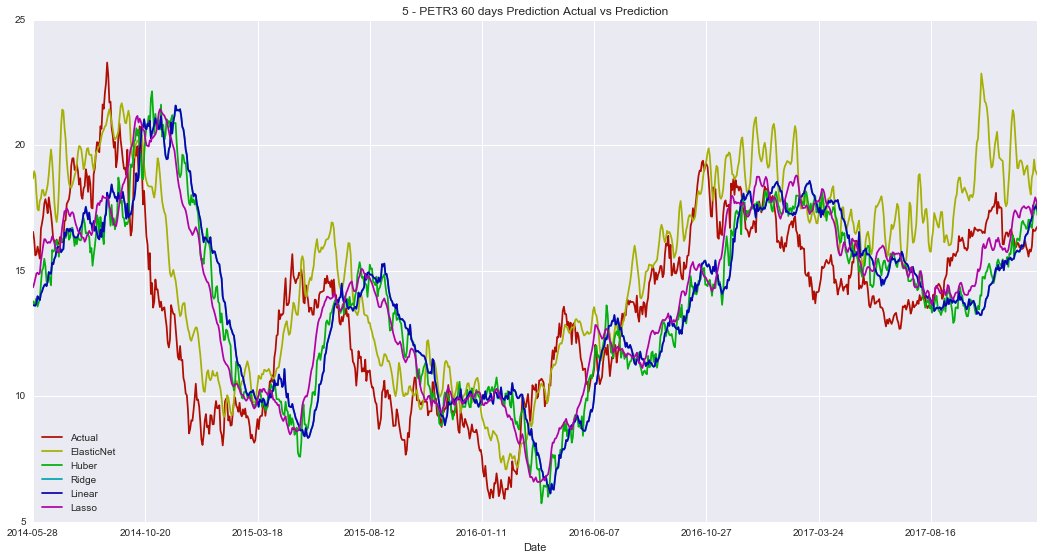 5 - PETR3 60 days Prediction Actual vs Prediction
25
20
15
10
5
Actual
ElasticNet
Huber
Ridge
Linear
Lasso
2014-05-28 2014-10-20 2015-03-18 2015-08-12 2016-01-11 2016-06-07 2016-10-27 2017-03-24 2017-08-16
Date